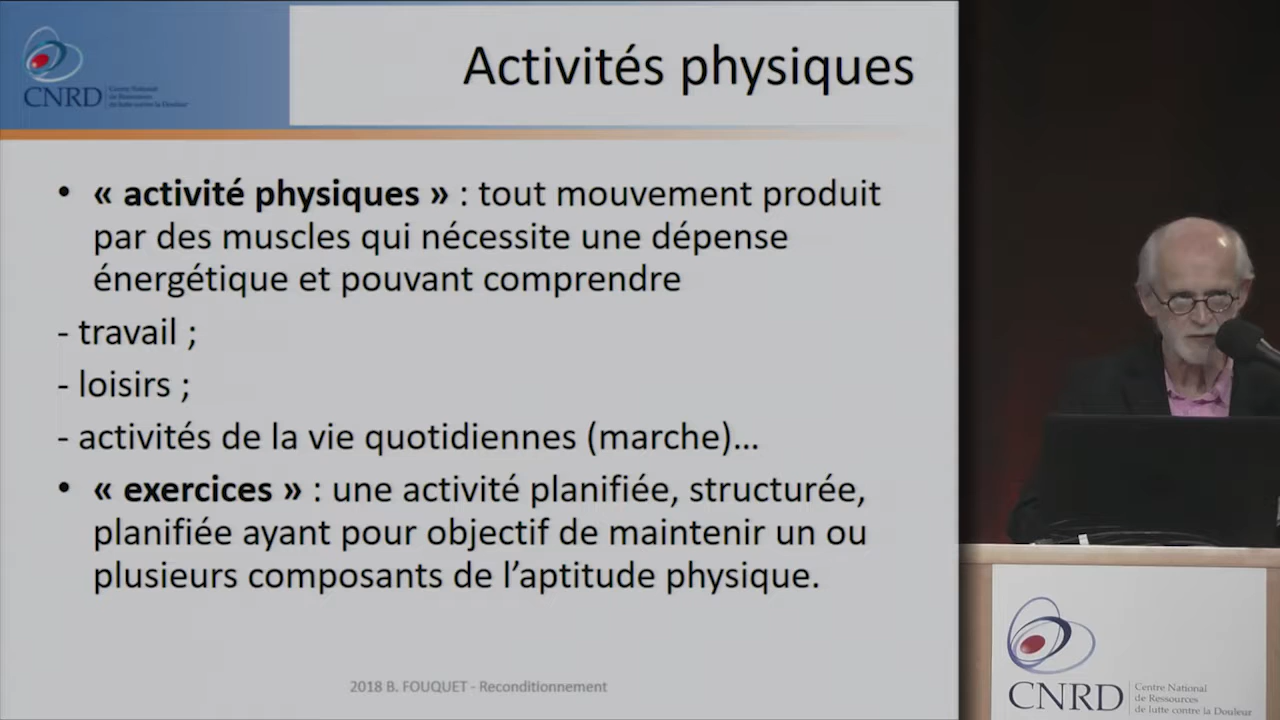 CNRD
Centre National
de Ressources
de lutte contre la Douleur
Activités physiques
• « activité physiques » : tout mouvement produit
par des muscles qui nécessite une dépense
énergétique et pouvant comprendre
- travail ;
- loisirs ;
- activités de la vie quotidiennes (marche)...
• « exercices » : une activité planifiée, structurée,
planifiée ayant pour objectif de maintenir un ou
plusieurs composants de l’aptitude physique.
2018 B. FOUQUET - Reconditionnement
CNRD
Centre National
de Ressources
de lutte contre la Douleur